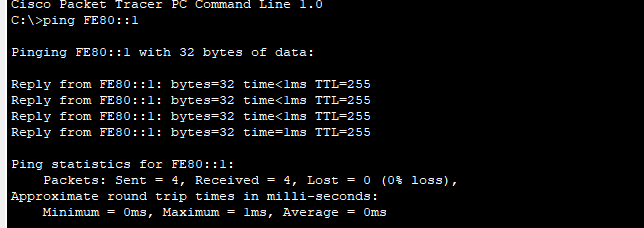 Cisco Packet Tracer PC Command Line 1.0
C:\>ping FE80::1
Pinging FE80::1 with 32 bytes of data:
Reply from FE80::1: bytes=32 time<1ms TTL=255
Reply from FE80::1: bytes=32 time<1ms TTL=255
Reply from FE80::1: bytes=32 time<1ms TTL=255
Reply from FE80::1: bytes=32 time=1ms TTL=255
Ping statistics for FE80::1:
Packets: Sent = 4, Received = 4, Lost = 0 (0% loss),
Approximate round trip times in milli-seconds:
Minimum = 0ms, Maximum = 1ms, Average = 0ms